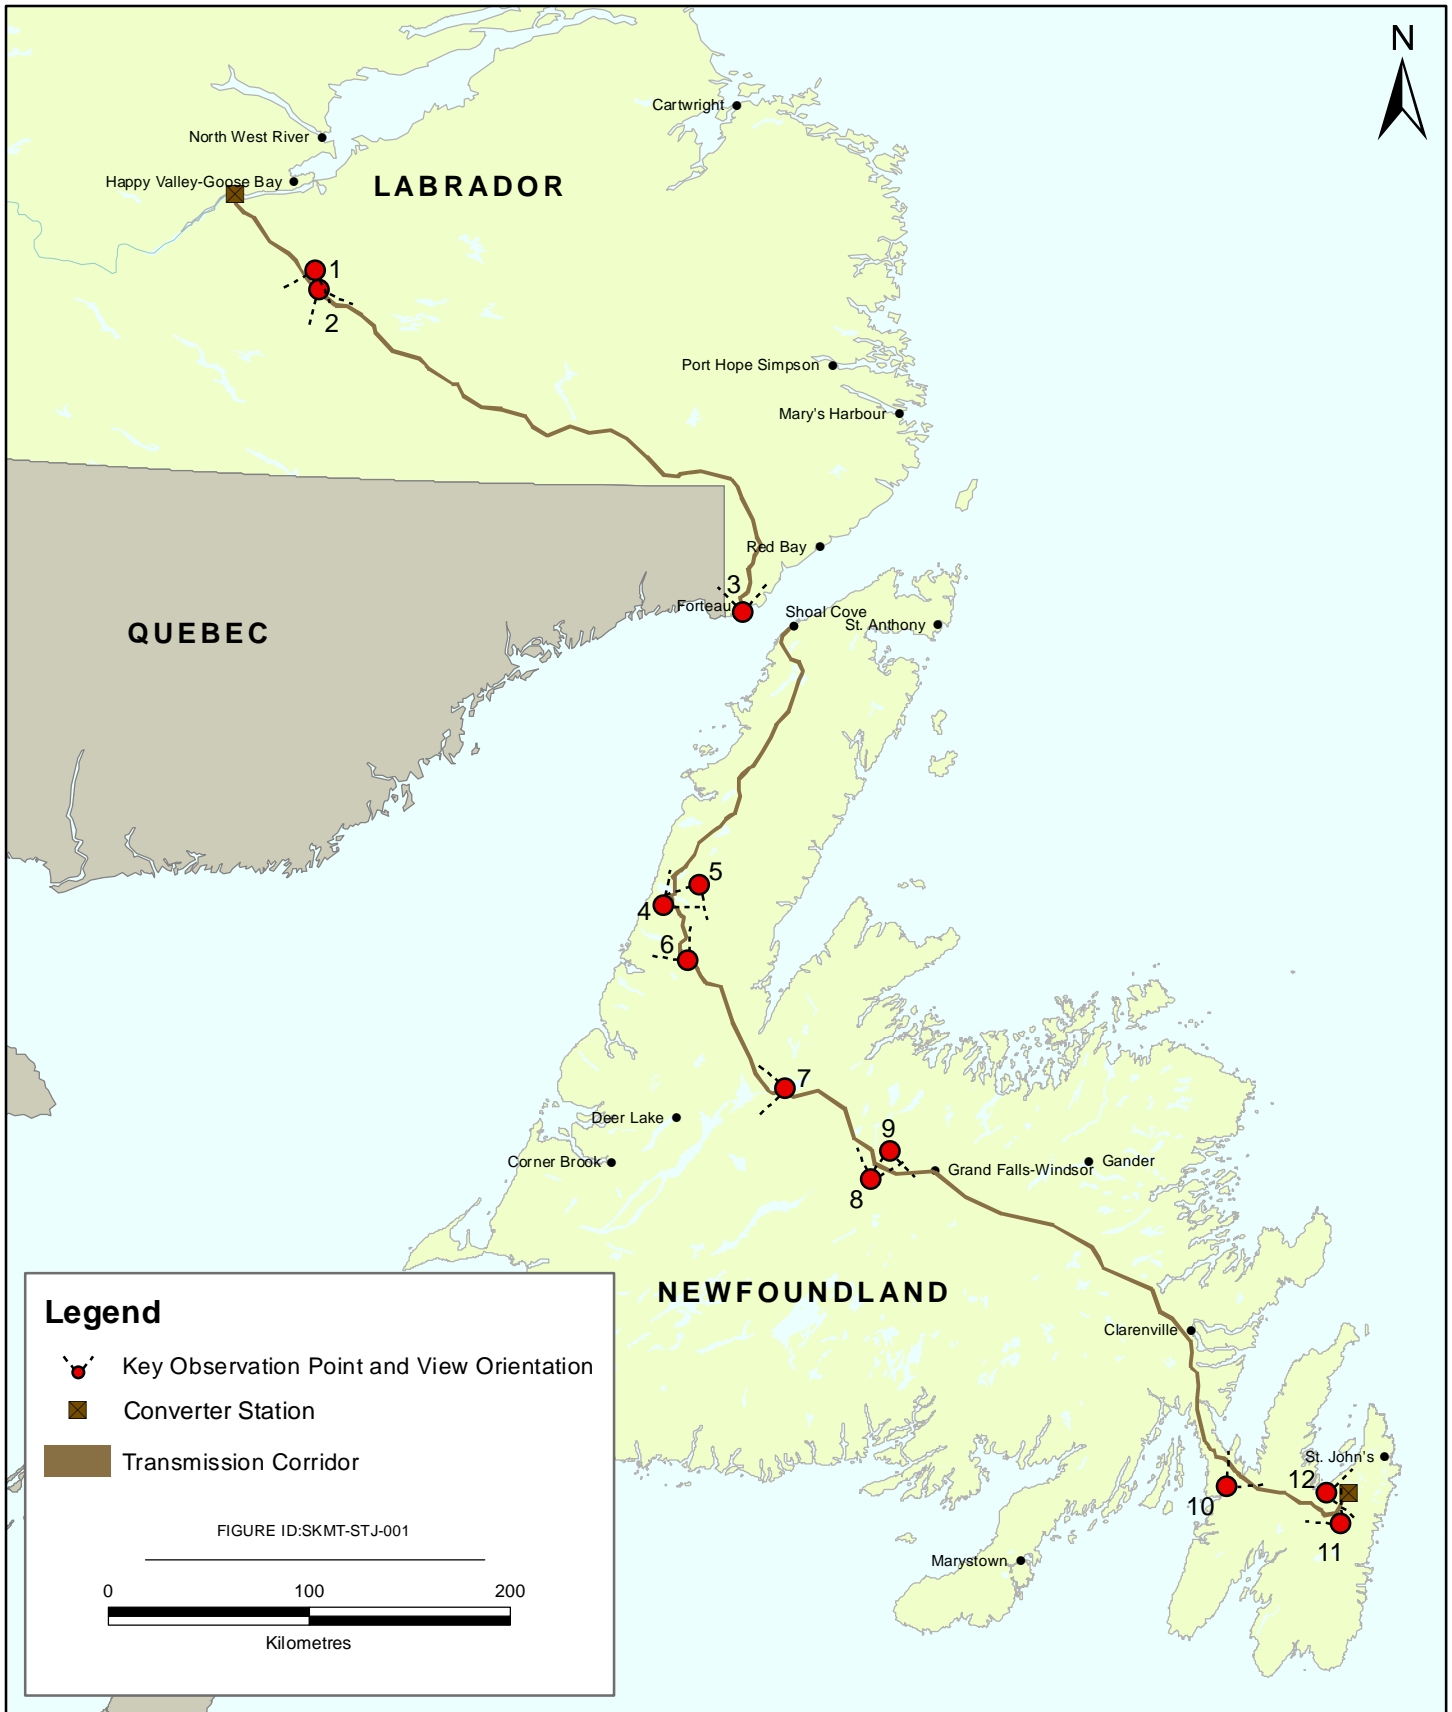 N
Cartwright
North West River
Happy Valley-Goose Bay
LABRADOR
1
2
Port Hope Simpson
Mary's Harbour
Red Bay
3
Forteau
Shoal Cove
St. Anthony
QUEBEC
5
4
6
7
Deer Lake
9
Corner Brook
Grand Falls-Windsor
Gander
8
NEWFOUNDLAND
Clarenville
St. John's
12
10
11
Marystown
Legend
Key Observation Point and View Orientation
Converter Station
Transmission Corridor
FIGURE ID:SKMT-STJ-001
0 100 200
Kilometres